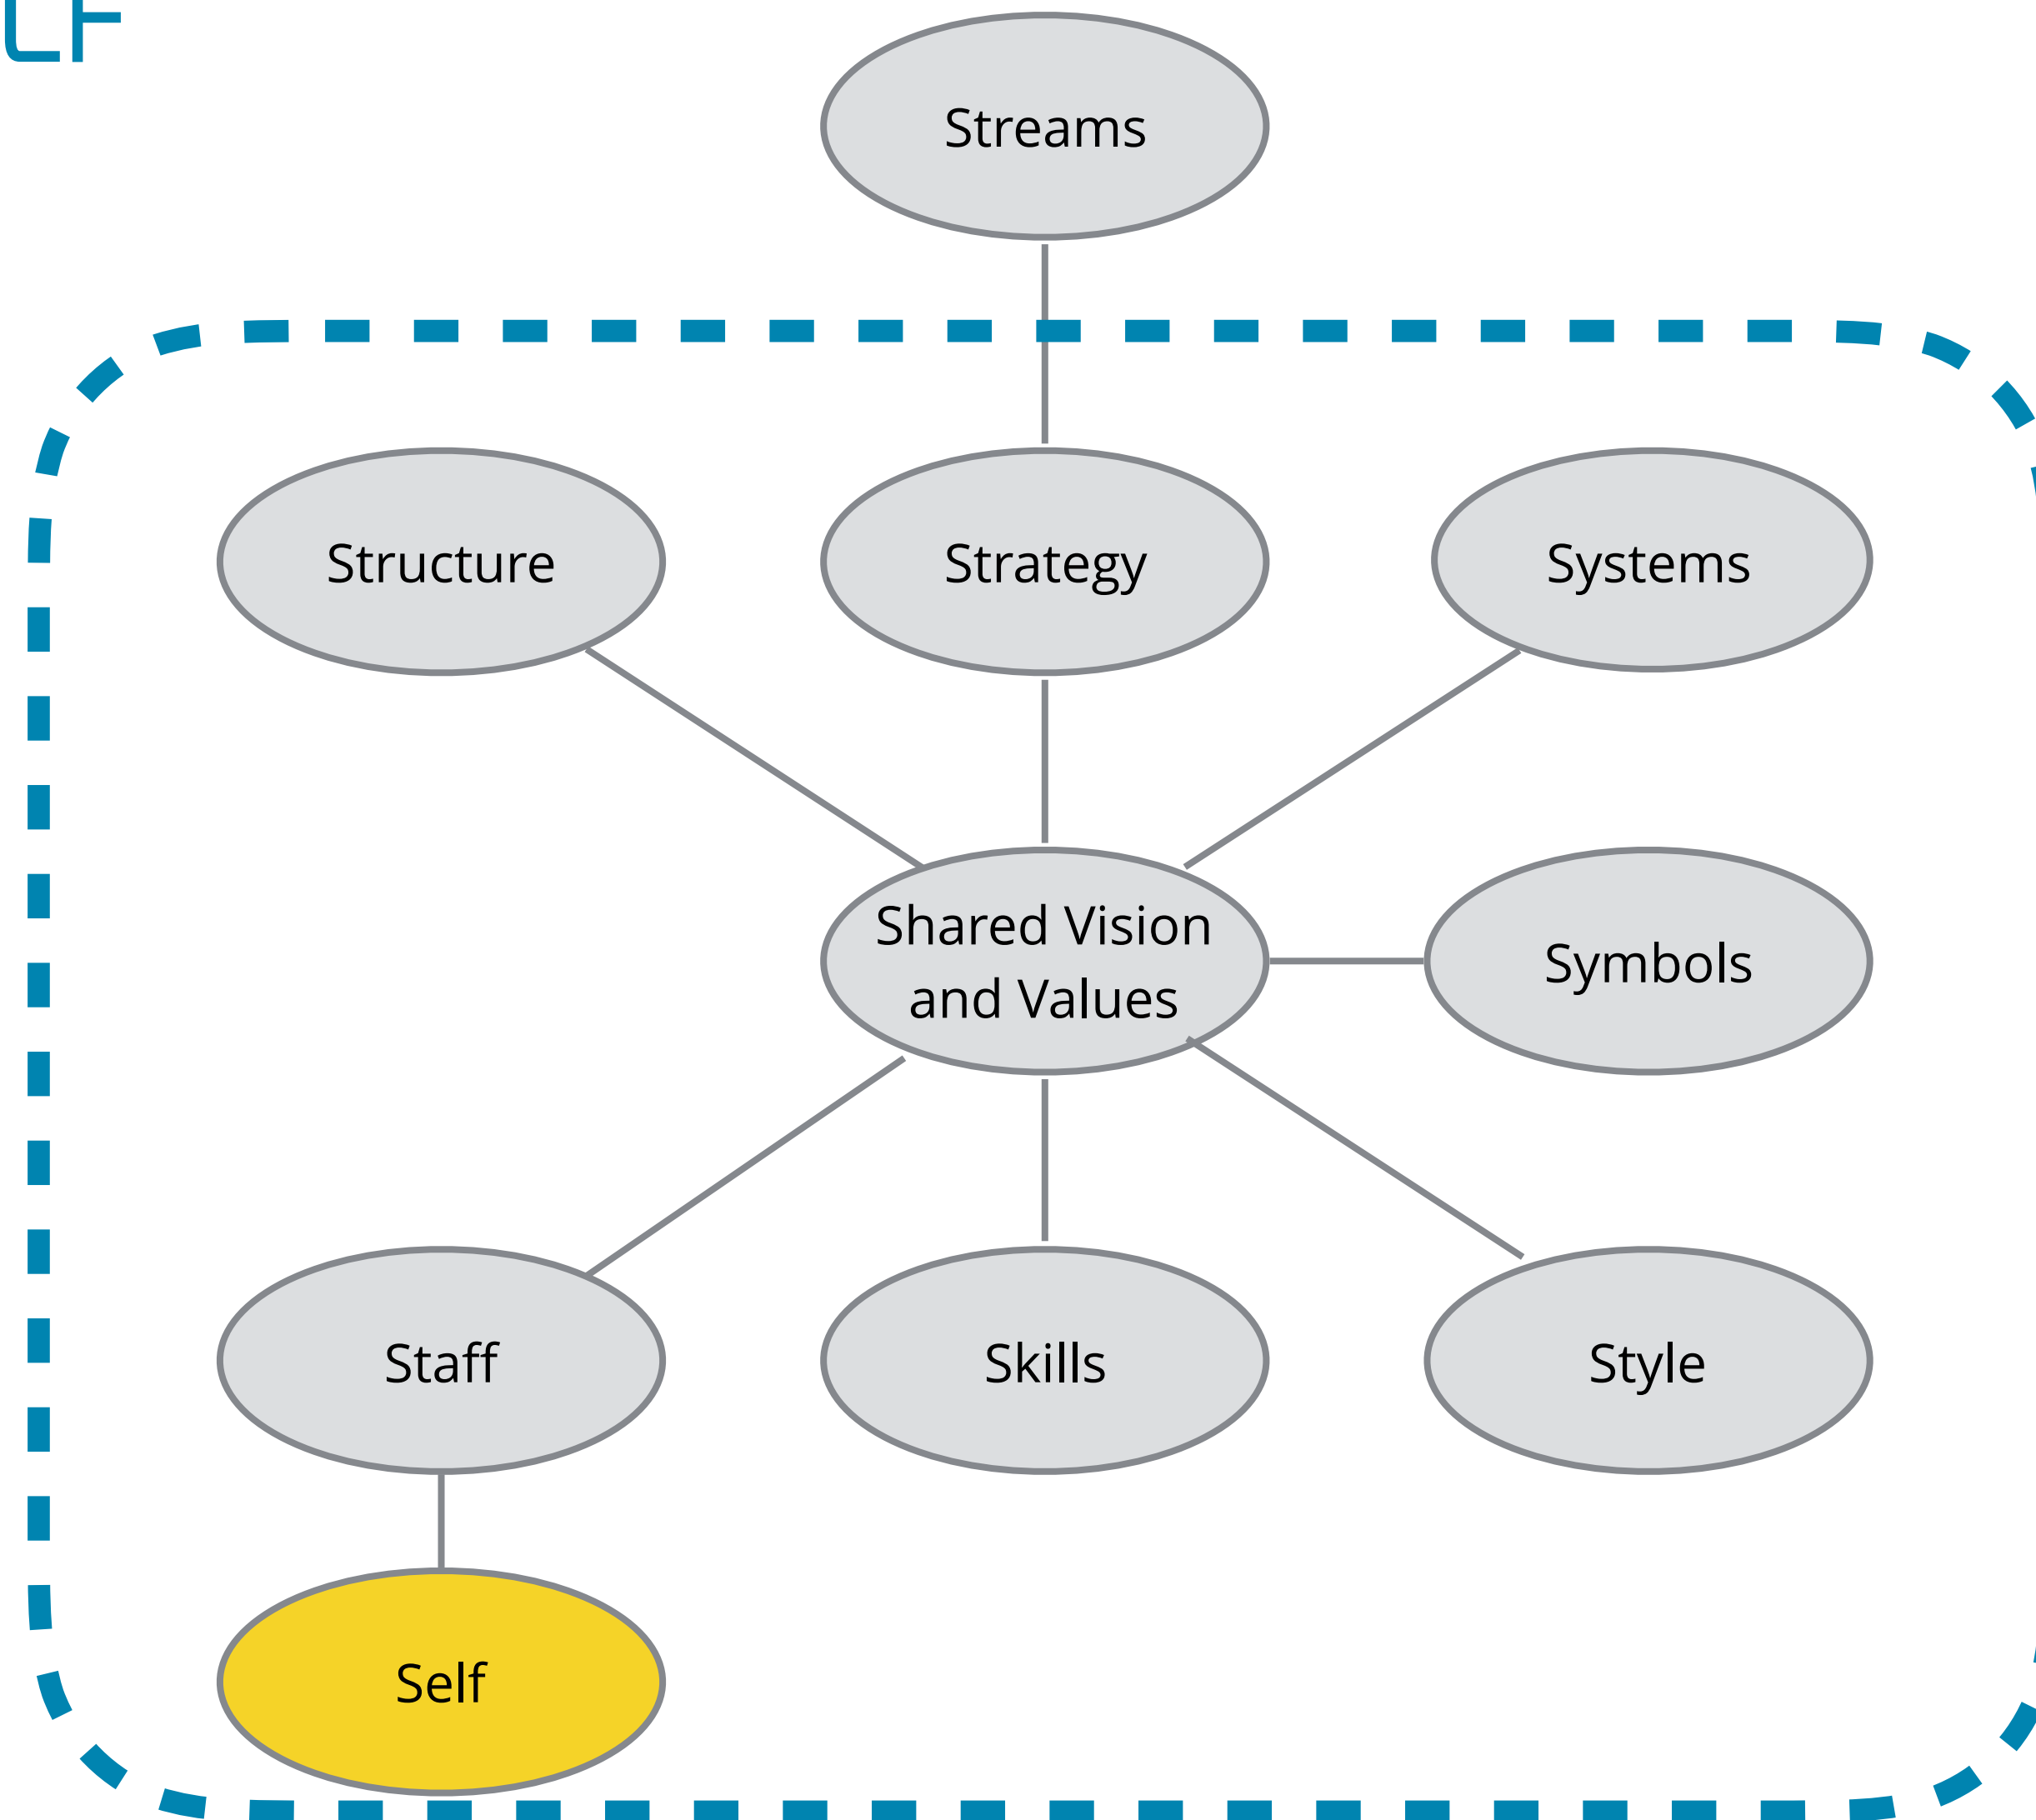 Streams
Structure
Strategy
Systems
Shared Vision
and Values
Symbols
Staff
Skills
Style
Self